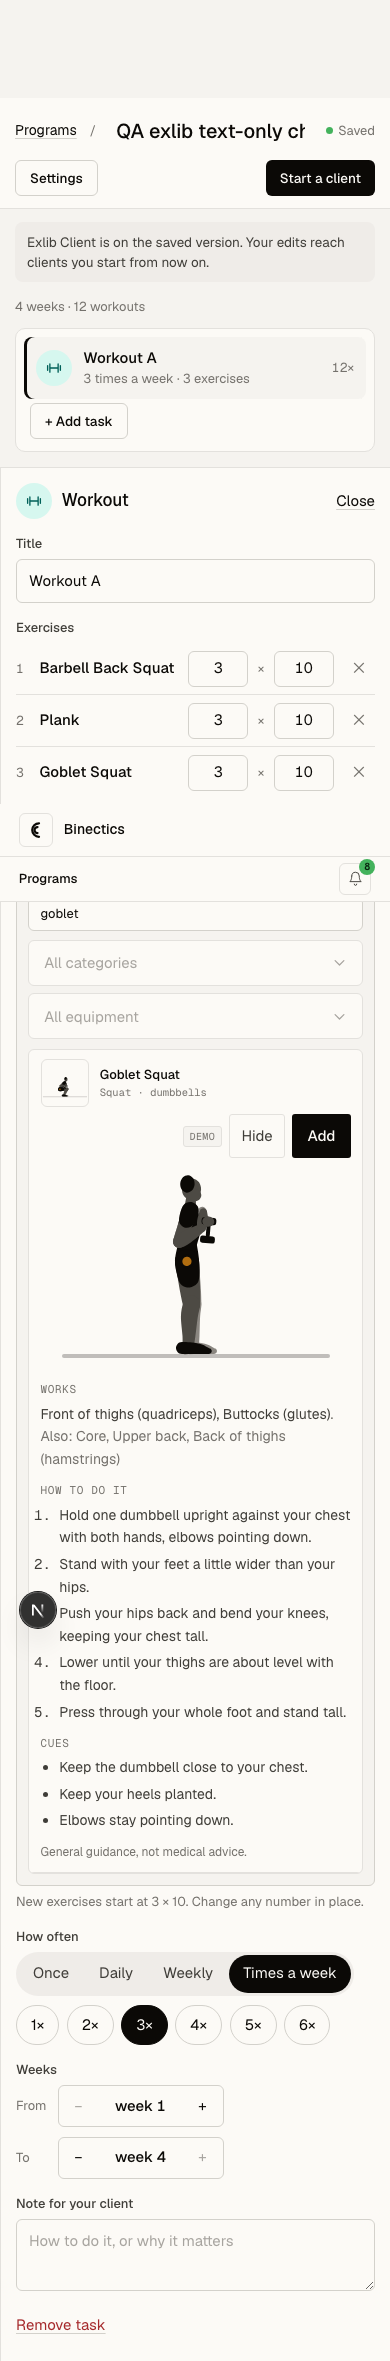 Programs / QA exlib text-only ch Saved
Settings Start a client
Exlib Client is on the saved version. Your edits reach
clients you start from now on.
4 weeks · 12 workouts
Workout A
3 times a week · 3 exercises 12×
+ Add task
Workout Close
Title
Workout A
Exercises
1 Barbell Back Squat 3 × 10 ×
2 Plank 3 × 10 ×
3 Goblet Squat 3 × 10 ×
Binectics
Programs 8
goblet
All categories
All equipment
Goblet Squat
Squat · dumbbells
DEMO Hide Add
WORKS
Front of thighs (quadriceps), Buttocks (glutes).
Also: Core, Upper back, Back of thighs
(hamstrings)
HOW TO DO IT
1. Hold one dumbbell upright against your chest
with both hands, elbows pointing down.
2. Stand with your feet a little wider than your
hips.
N Push your hips back and bend your knees,
keeping your chest tall.
4. Lower until your thighs are about level with
the floor.
5. Press through your whole foot and stand tall.
CUES
• Keep the dumbbell close to your chest.
• Keep your heels planted.
• Elbows stay pointing down.
General guidance, not medical advice.
New exercises start at 3 × 10. Change any number in place.
How often
Once Daily Weekly Times a week
1× 2× 3× 4× 5× 6×
Weeks
From − week 1 +
To − week 4 +
Note for your client
How to do it, or why it matters
Remove task